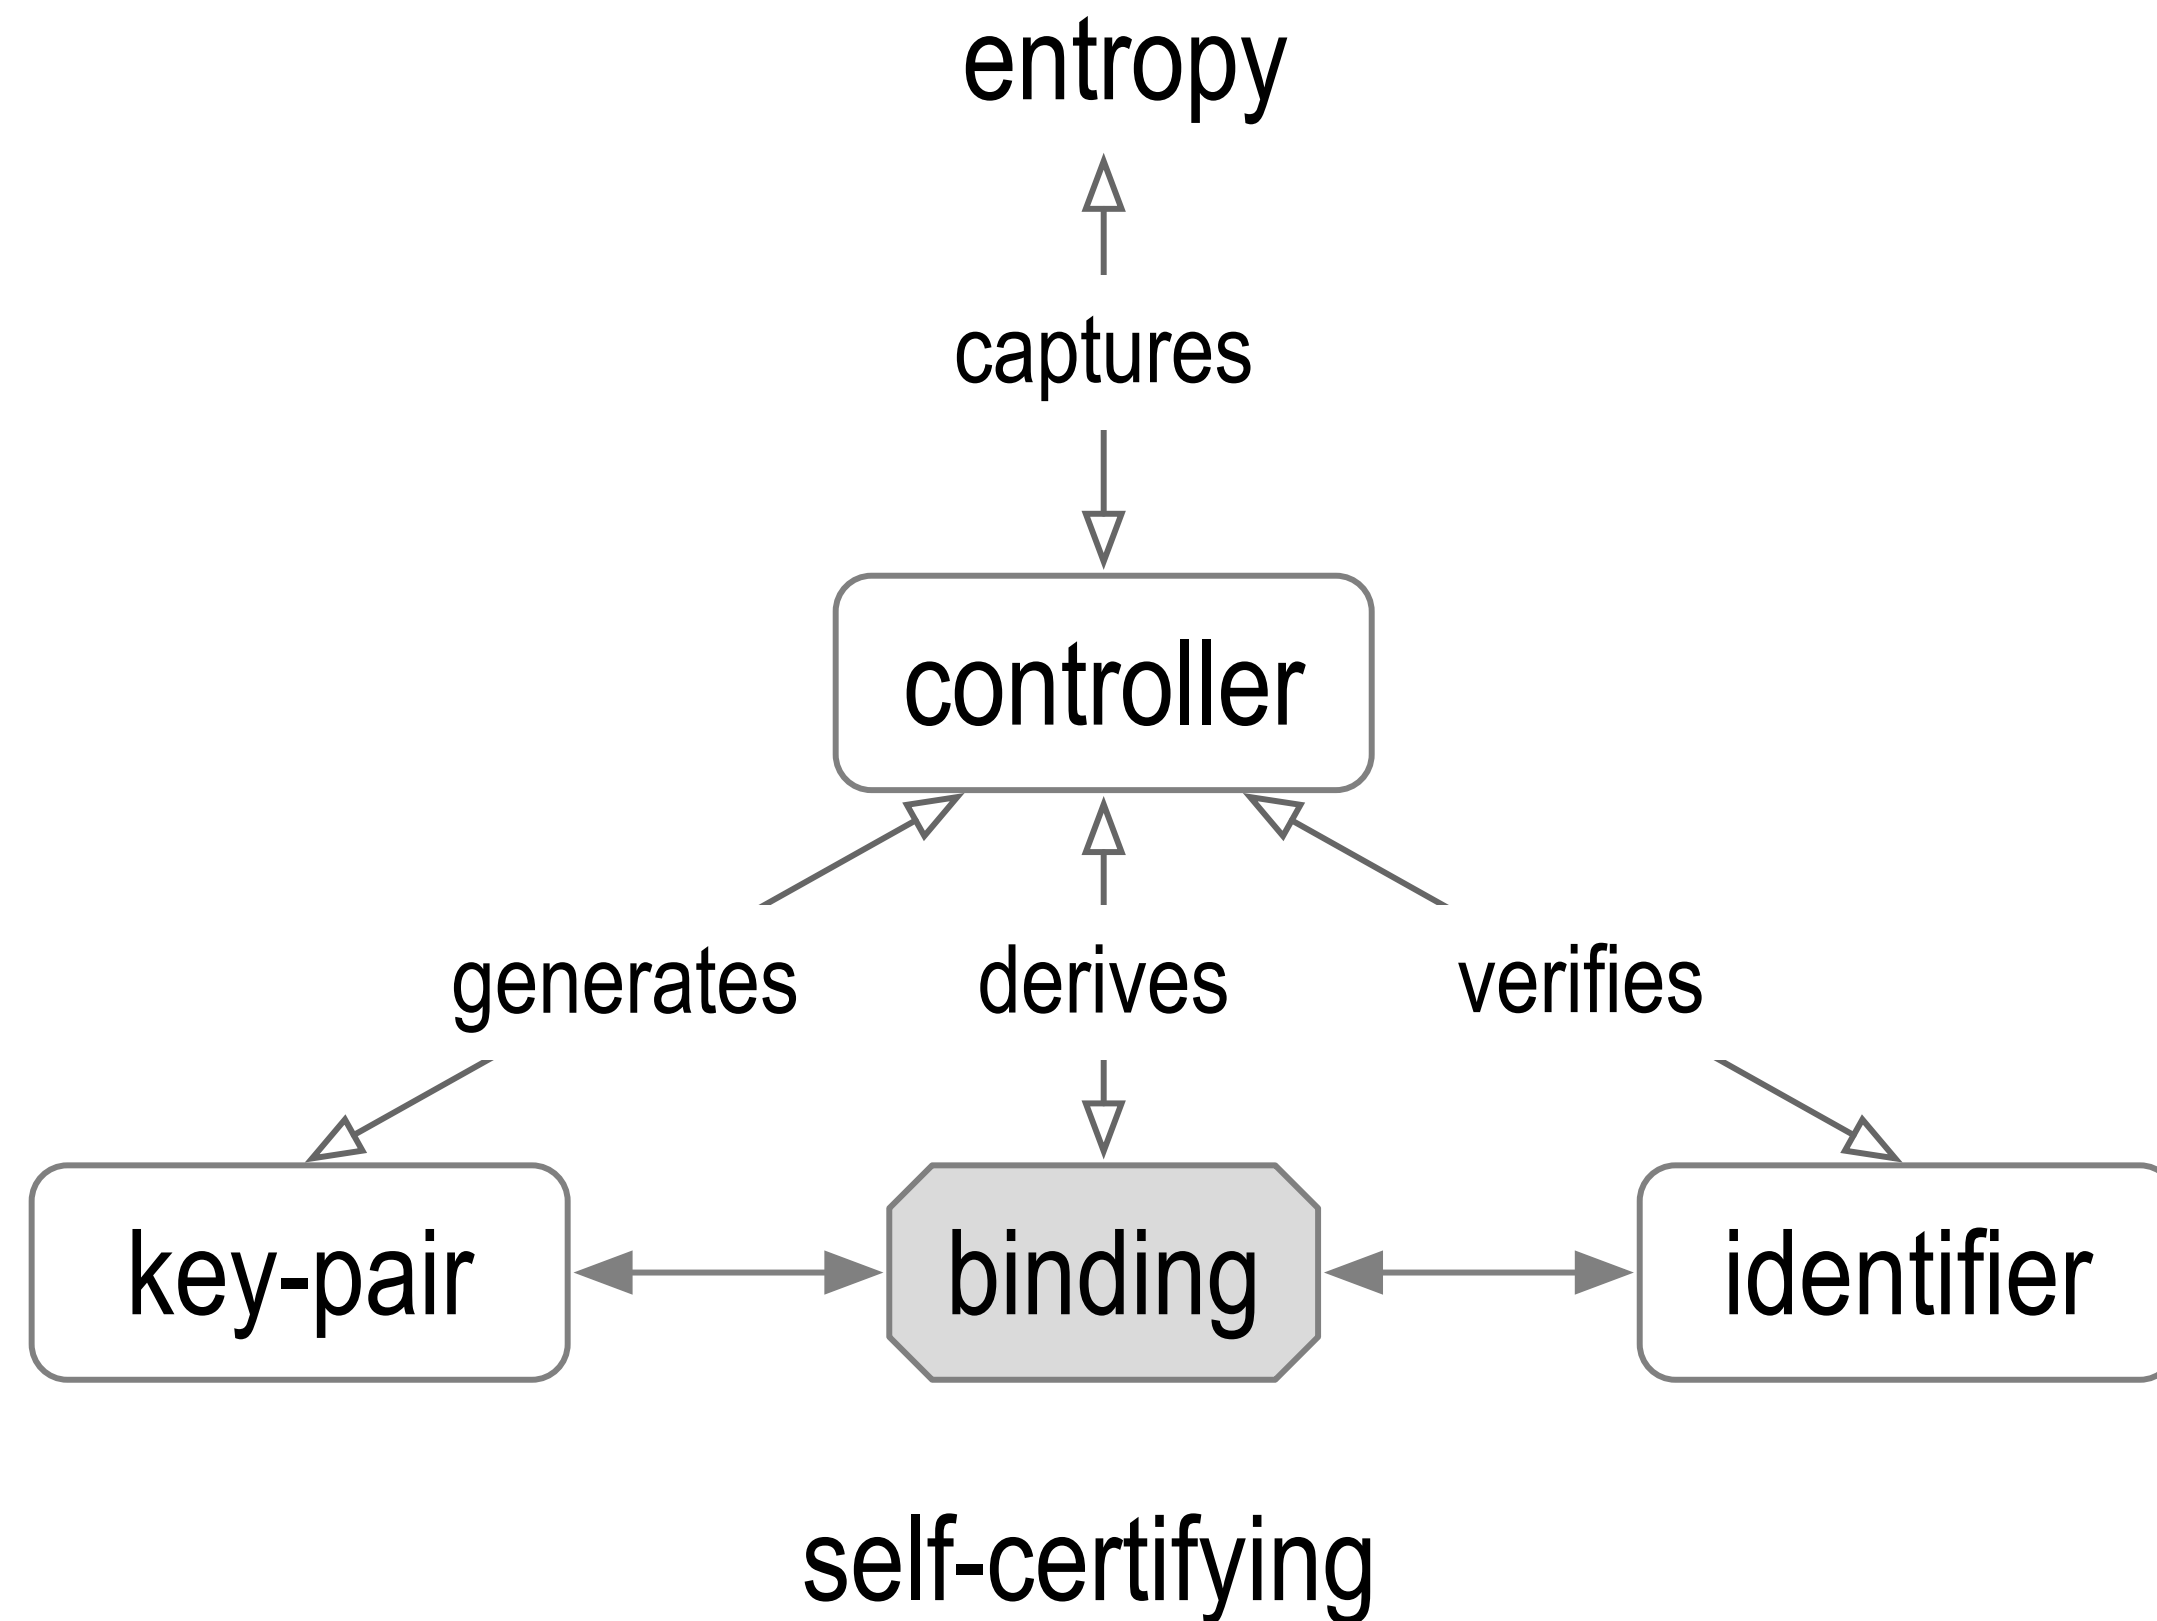 entropy
captures
controller
generates derives verifies
key-pair binding identifier
self-certifying